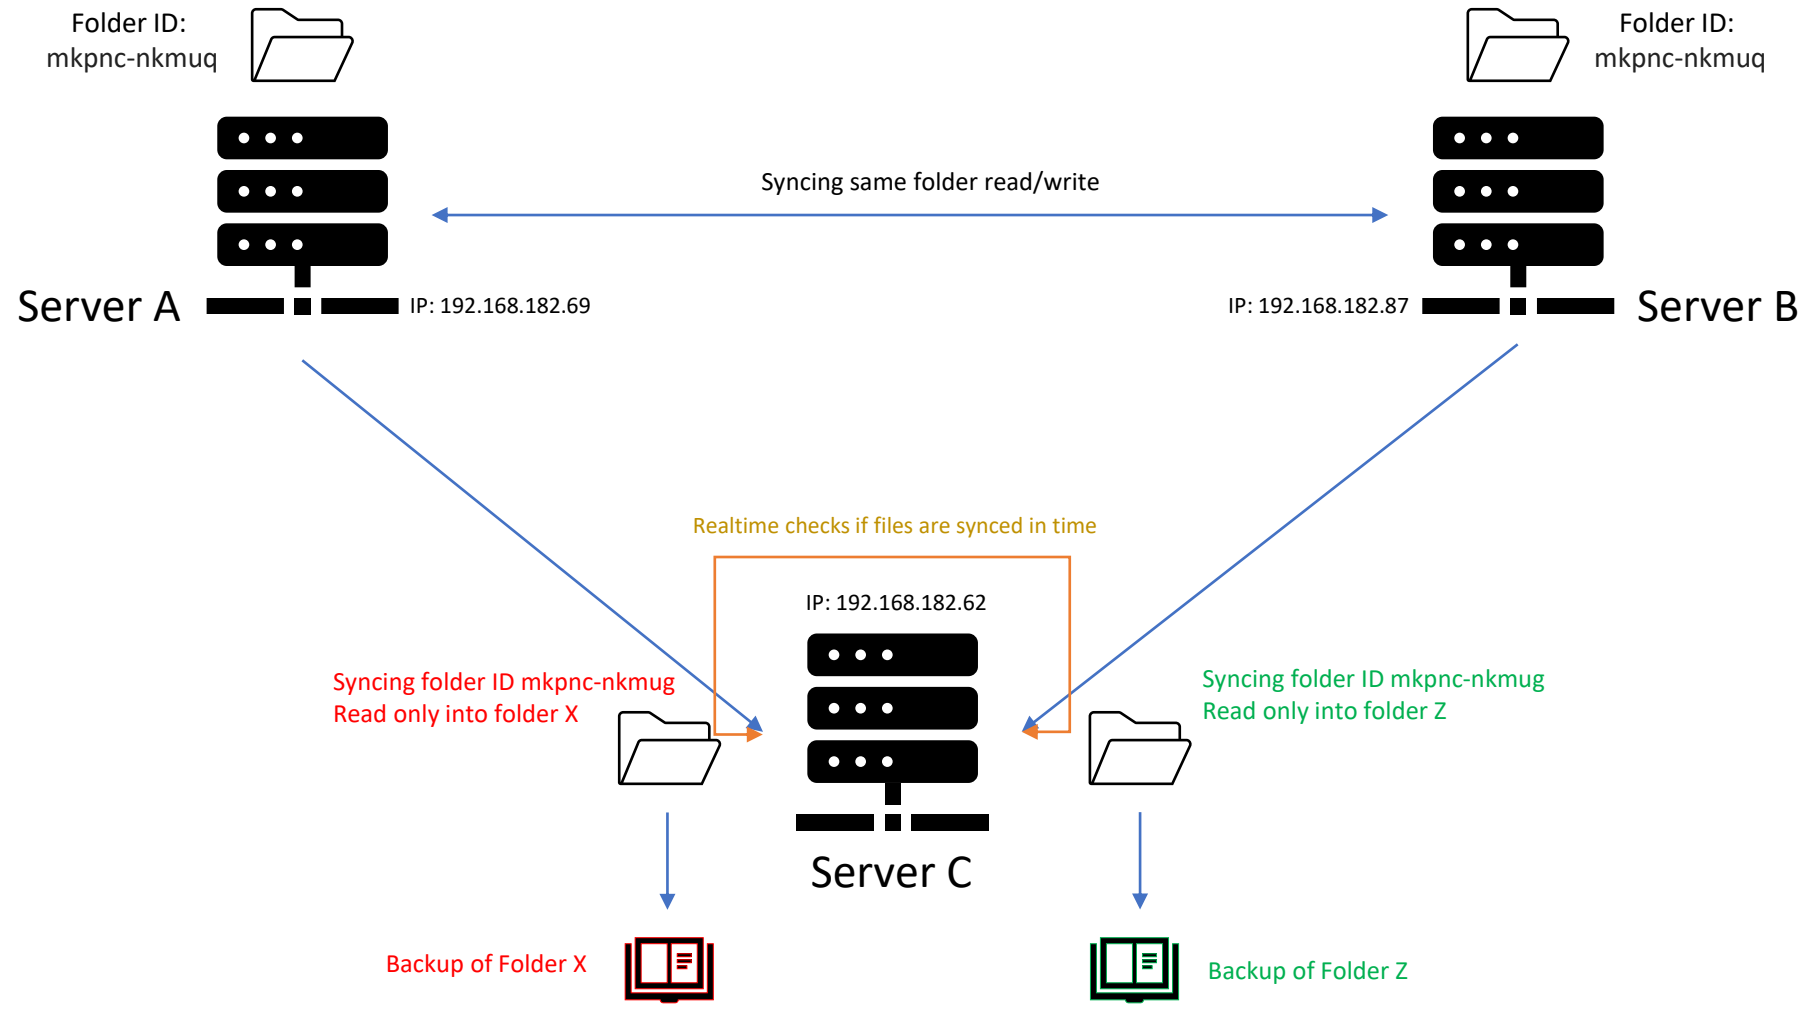 Folder ID:
mkpnc-nkmuq
Folder ID:
mkpnc-nkmuq
Syncing same folder read/write
Server A
IP: 192.168.182.69
IP: 192.168.182.87
Server B
Realtime checks if files are synced in time
IP: 192.168.182.62
Syncing folder ID mkpnc-nkmug
Read only into folder X
Syncing folder ID mkpnc-nkmug
Read only into folder Z
Server C
Backup of Folder X
Backup of Folder Z